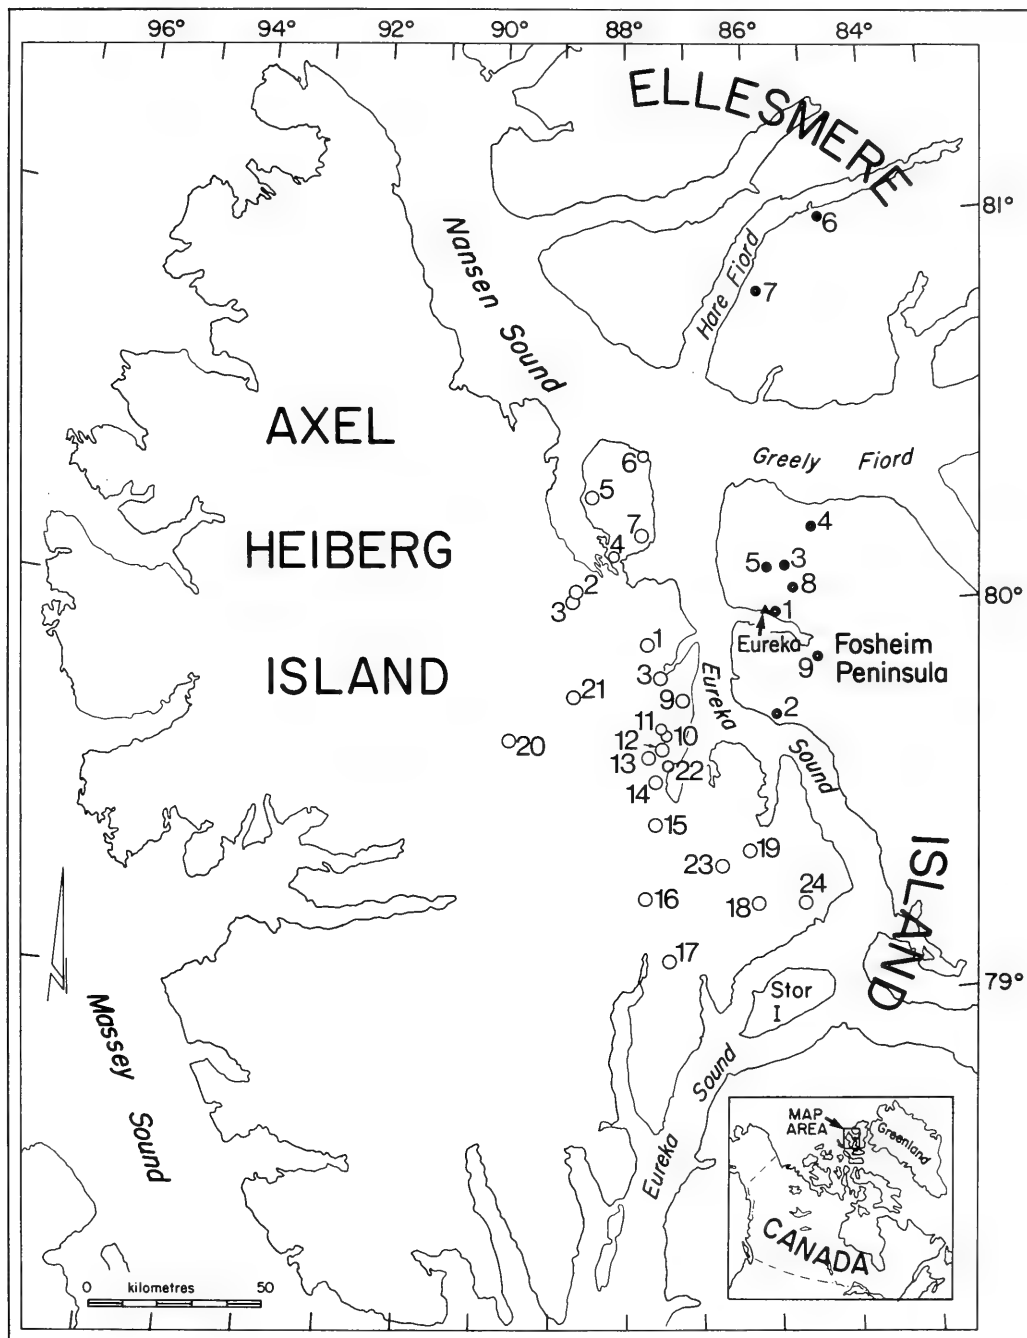 96° 94° 92° 90° 88° 86° 84°
ELLESMERE
81°
6
Nansen Sound
Hare Fiord
7
AXEL
6
Greely Fiord
5
4
7
HEIBERG
4
5 3
2
8
3
80°
1
1
Eureka
Fosheim
Peninsula
9
ISLAND
3
21
9
Eureka
Sound
2
11
10
20
12
13
22
14
15
19
23
ISLAND
16
18
24
17
79°
Stor
I
N
Massey Sound
Eureka Sound
MAP
AREA
Greenland
CANADA
0 kilometres 50